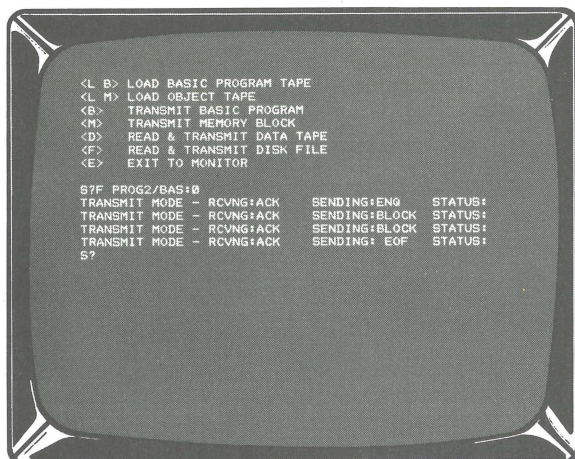 <L B> LOAD BASIC PROGRAM TAPE
<L M> LOAD OBJECT TAPE
<B> TRANSMIT BASIC PROGRAM
<M> TRANSMIT MEMORY BLOCK
<D> READ & TRANSMIT DATA TAPE
<F> READ & TRANSMIT DISK FILE
<E> EXIT TO MONITOR
S?F PROG2/BAS:0
TRANSMIT MODE - RCVNG:ACK SENDING:ENQ STATUS:
TRANSMIT MODE - RCVNG:ACK SENDING:BLOCK STATUS:
TRANSMIT MODE - RCVNG:ACK SENDING:BLOCK STATUS:
TRANSMIT MODE - RCVNG:ACK SENDING: EOF STATUS:
S?